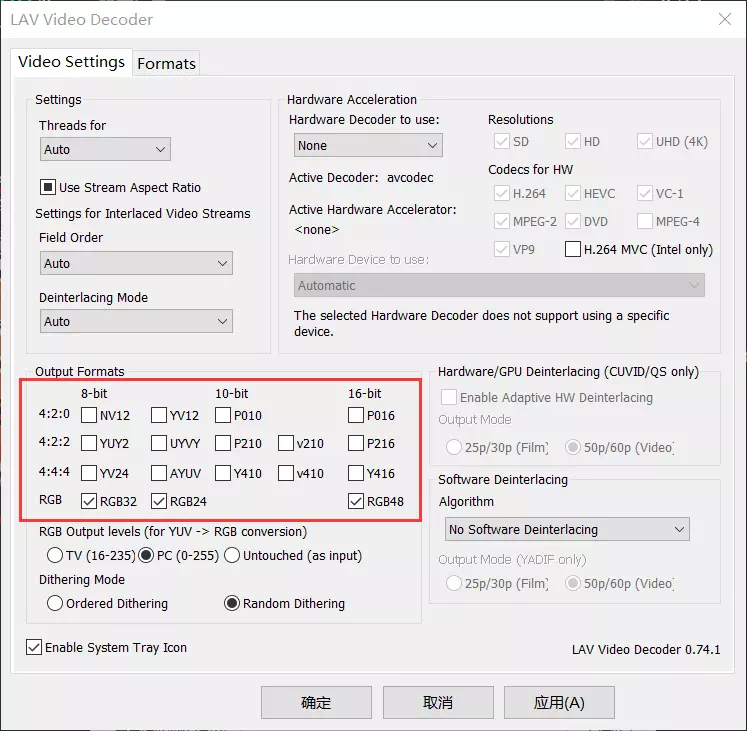 LAV Video Decoder
Video Settings
Formats
Settings
Threads for
Auto
Use Stream Aspect Ratio
Settings for Interlaced Video Streams
Field Order
Auto
Deinterlacing Mode
Auto
Hardware Acceleration
Hardware Decoder to use:
None
Active Decoder: avcodec
Active Hardware Accelerator:
<none>
Resolutions
SD HD UHD (4K)
Codecs for HW
H.264 HEVC VC-1
MPEG-2 DVD MPEG-4
VP9 H.264 MVC (Intel only)
Hardware Device to use:
Automatic
The selected Hardware Decoder does not support using a specific
device.
Output Formats
8-bit 10-bit 16-bit
4:2:0 NV12 YV12 P010 P016
4:2:2 YUY2 UYVY P210 v210 P216
4:4:4 YV24 AYUV Y410 v410 Y416
RGB RGB32 RGB24 RGB48
RGB Output levels (for YUV -> RGB conversion)
TV (16-235) PC (0-255) Untouched (as input)
Dithering Mode
Ordered Dithering Random Dithering
Hardware/GPU Deinterlacing (CUVID/QS only)
Enable Adaptive HW Deinterlacing
Output Mode
25p/30p (Film) 50p/60p (Video)
Software Deinterlacing
Algorithm
No Software Deinterlacing
Output Mode (YADIF only)
25p/30p (Film) 50p/60p (Video)
Enable System Tray Icon
LAV Video Decoder 0.74.1
确定 取消 应用(A)